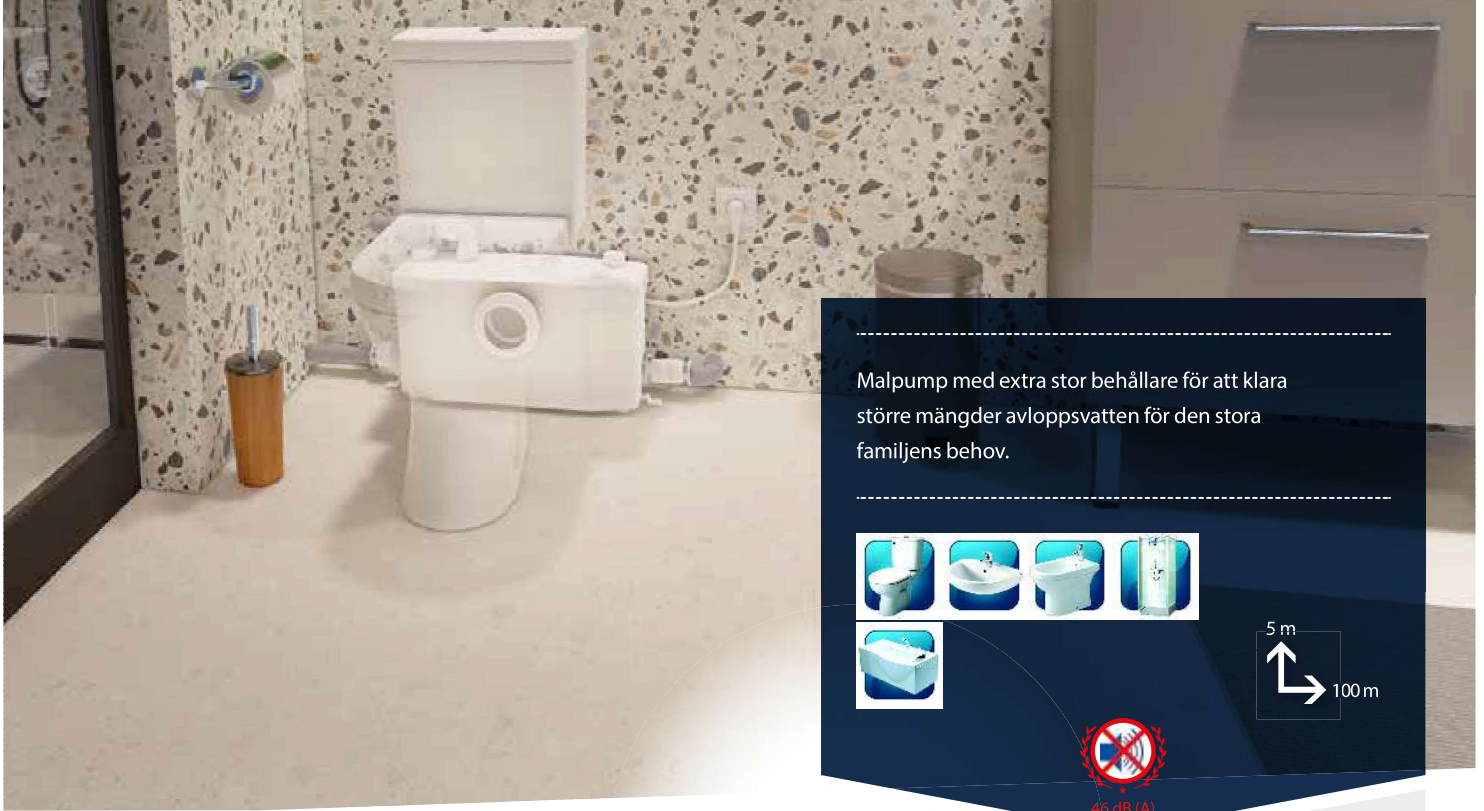 Malpump med extra stor behållare för att klara
större mängder avloppsvatten för den stora
familjens behov.
5 m
100 m
46 dB (A)